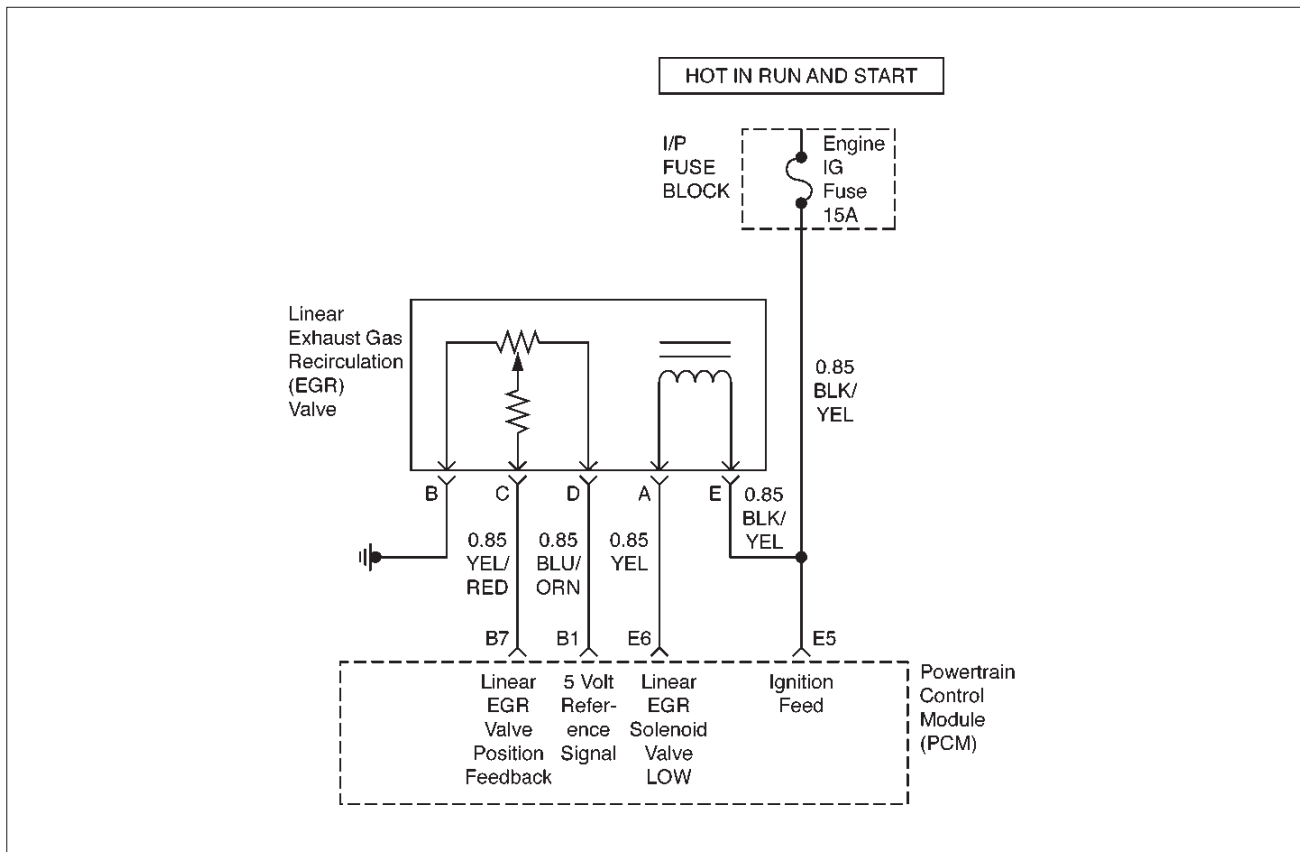 HOT IN RUN AND START
I/P
FUSE
BLOCK
Engine
IG
Fuse
15A
Linear
Exhaust Gas
Recirculation
(EGR)
Valve
0.85
BLK/
YEL
B
C
D
A
E
0.85
BLK/
YEL
0.85
YEL/
RED
0.85
BLU/
ORN
0.85
YEL
B7
B1
E6
E5
Linear
EGR
Valve
Position
Feedback
5 Volt
Refer-
ence
Signal
Linear
EGR
Solenoid
Valve
LOW
Ignition
Feed
Powertrain
Control
Module
(PCM)